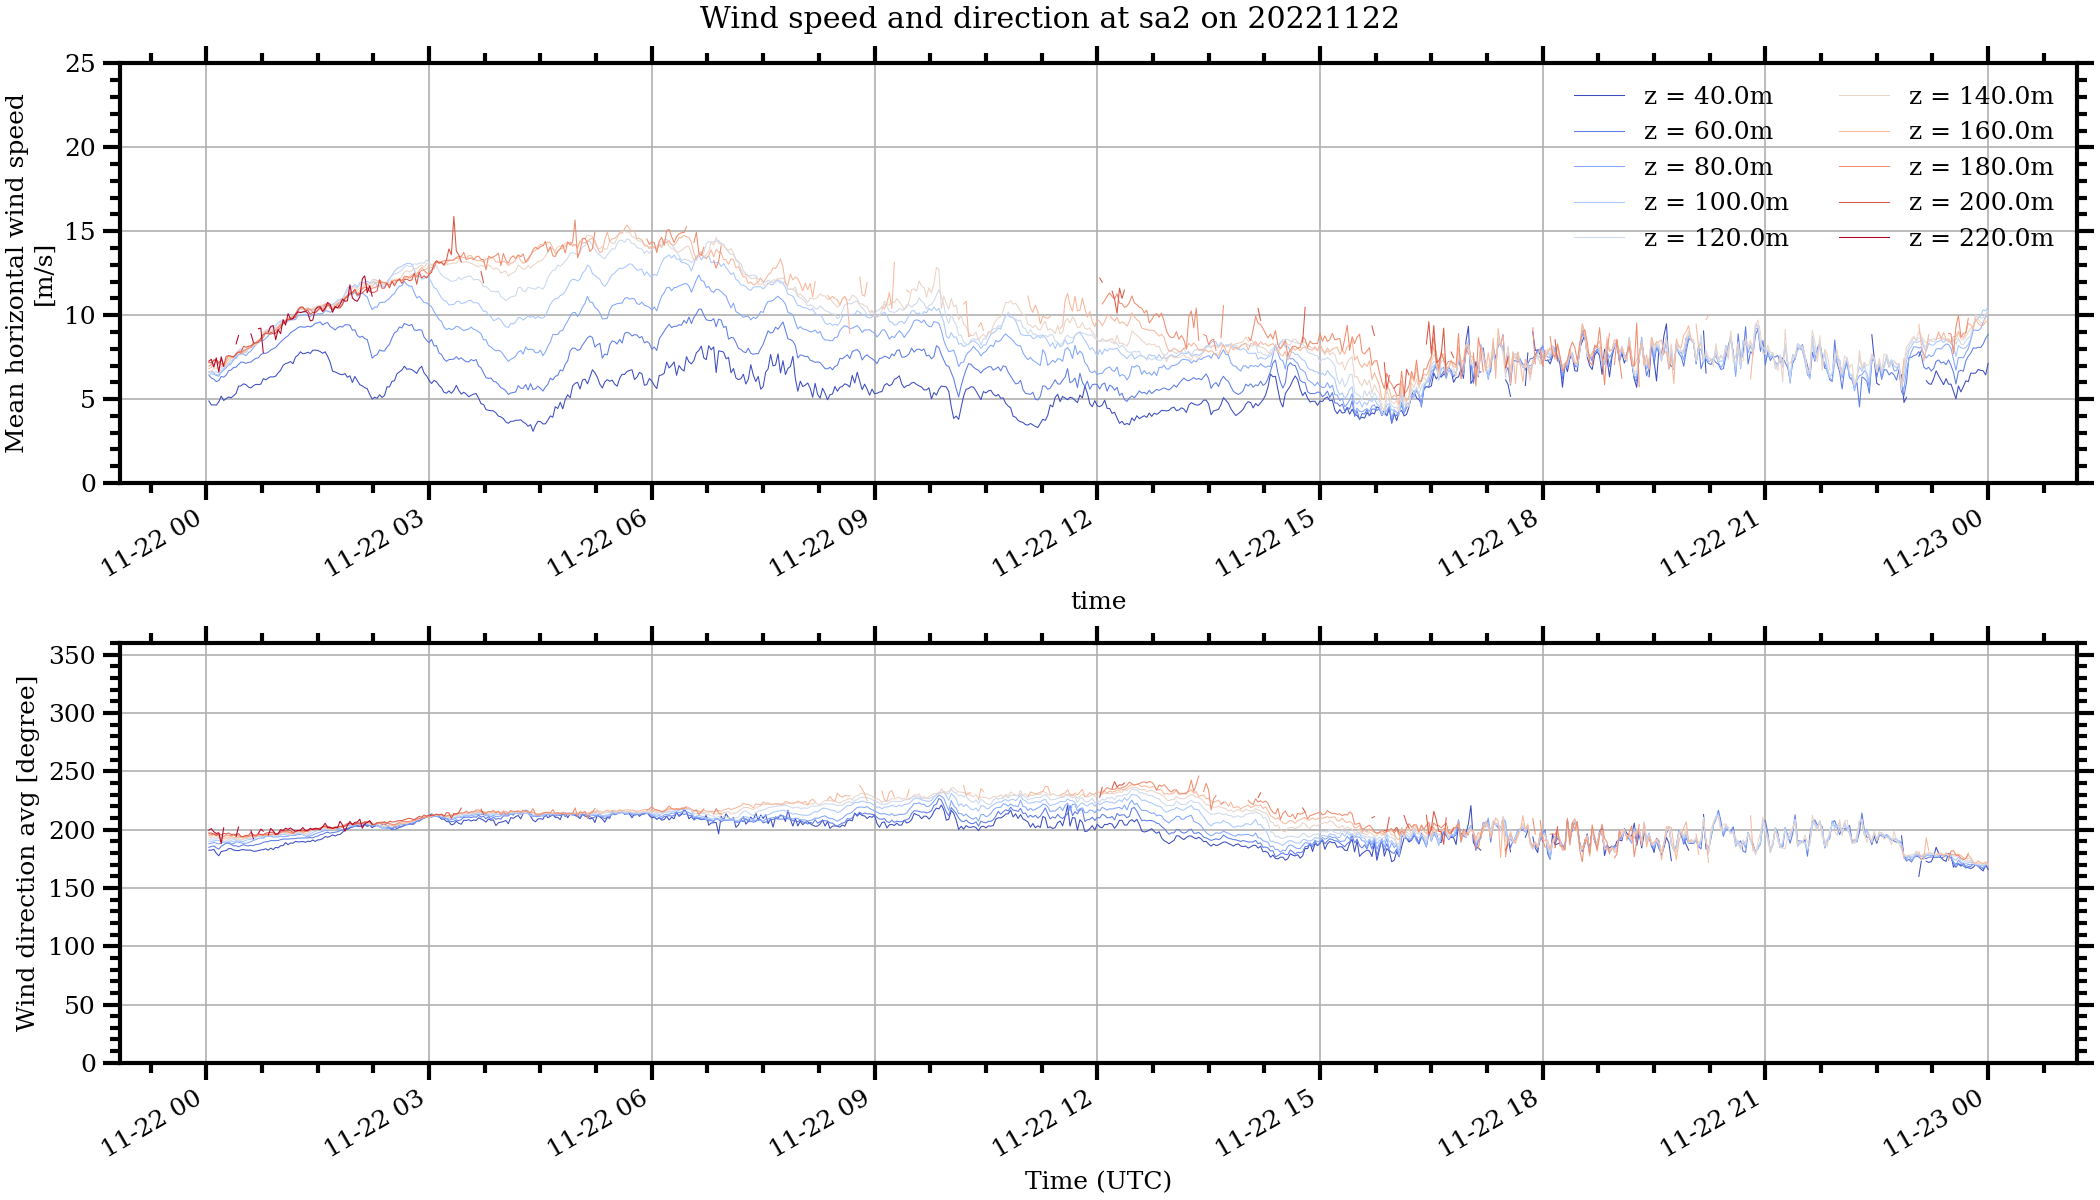 Wind speed and direction at sa2 on 20221122
Mean horizontal wind speed
[m/s]
25
20
15
10
5
0
z = 40.0m
z = 60.0m
z = 80.0m
z = 100.0m
z = 120.0m
z = 140.0m
z = 160.0m
z = 180.0m
z = 200.0m
z = 220.0m
11-22 00
11-22 03
11-22 06
11-22 09
11-22 12
11-22 15
11-22 18
11-22 21
11-23 00
time
Wind direction avg [degree]
350
300
250
200
150
100
50
0
11-22 00
11-22 03
11-22 06
11-22 09
11-22 12
11-22 15
11-22 18
11-22 21
11-23 00
Time (UTC)